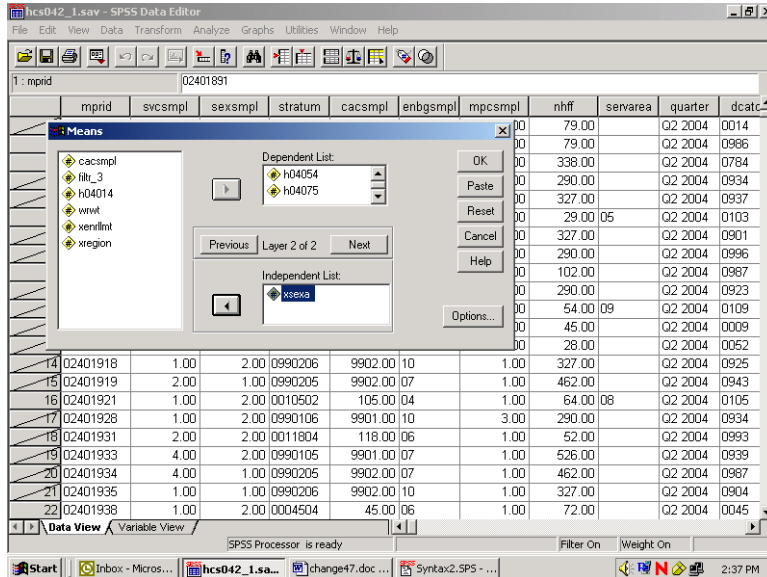 hcs042_1.sav - SPSS Data Editor
File Edit View Data Transform Analyze Graphs Utilities Window Help
1 : mprid 02401891
mprid svcsmpl sexsmpl stratum cacsmpl enbgsmpl mpcsmpl nhff servarea quarter dcatc
00 79.00 Q2 2004 0014
00 79.00 Q2 2004 0986
00 338.00 Q2 2004 0784
00 290.00 Q2 2004 0934
00 327.00 Q2 2004 0937
00 29.00 05 Q2 2004 0103
00 327.00 Q2 2004 0901
00 290.00 Q2 2004 0996
00 102.00 Q2 2004 0987
00 290.00 Q2 2004 0923
00 54.00 09 Q2 2004 0109
00 45.00 Q2 2004 0009
00 28.00 Q2 2004 0052
Means
cacsmpl
filtr_3
h04014
wrwt
xenrllmt
xregion
Dependent List:
h04054
h04075
Previous Layer 2 of 2 Next
Independent List:
xsexa
OK
Paste
Reset
Cancel
Help
Options...
14 02401918 1.00 2.00 0990206 9902.00 10 1.00 327.00 Q2 2004 0925
15 02401919 2.00 1.00 0990205 9902.00 07 1.00 462.00 Q2 2004 0943
16 02401921 1.00 2.00 0010502 105.00 04 1.00 64.00 08 Q2 2004 0105
17 02401928 1.00 2.00 0990106 9901.00 10 3.00 290.00 Q2 2004 0934
18 02401931 2.00 2.00 0011804 118.00 06 1.00 52.00 Q2 2004 0993
19 02401933 4.00 2.00 0990105 9901.00 07 1.00 526.00 Q2 2004 0939
20 02401934 4.00 1.00 0990205 9902.00 07 1.00 462.00 Q2 2004 0987
21 02401935 1.00 1.00 0990206 9902.00 10 1.00 327.00 Q2 2004 0904
22 02401938 1.00 2.00 0004504 45.00 06 1.00 72.00 Q2 2004 0045
Data View Variable View
SPSS Processor is ready Filter On Weight On
Start Inbox - Micros... hcs042_1.sa... change47.doc ... Syntax2.SPS - ... 2:37 PM